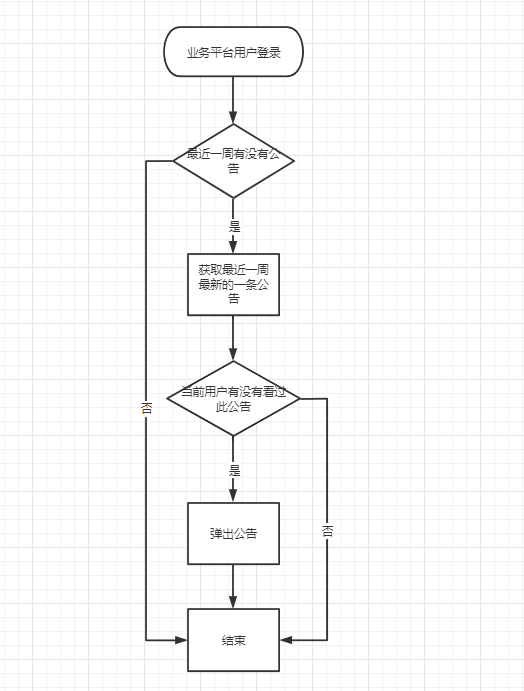 业务平台用户登录
最近一周有没有公
告
是
获取最近一周
最新的一条公
告
当前用户有没有看过
此公告
否
是
否
弹出公告
结束